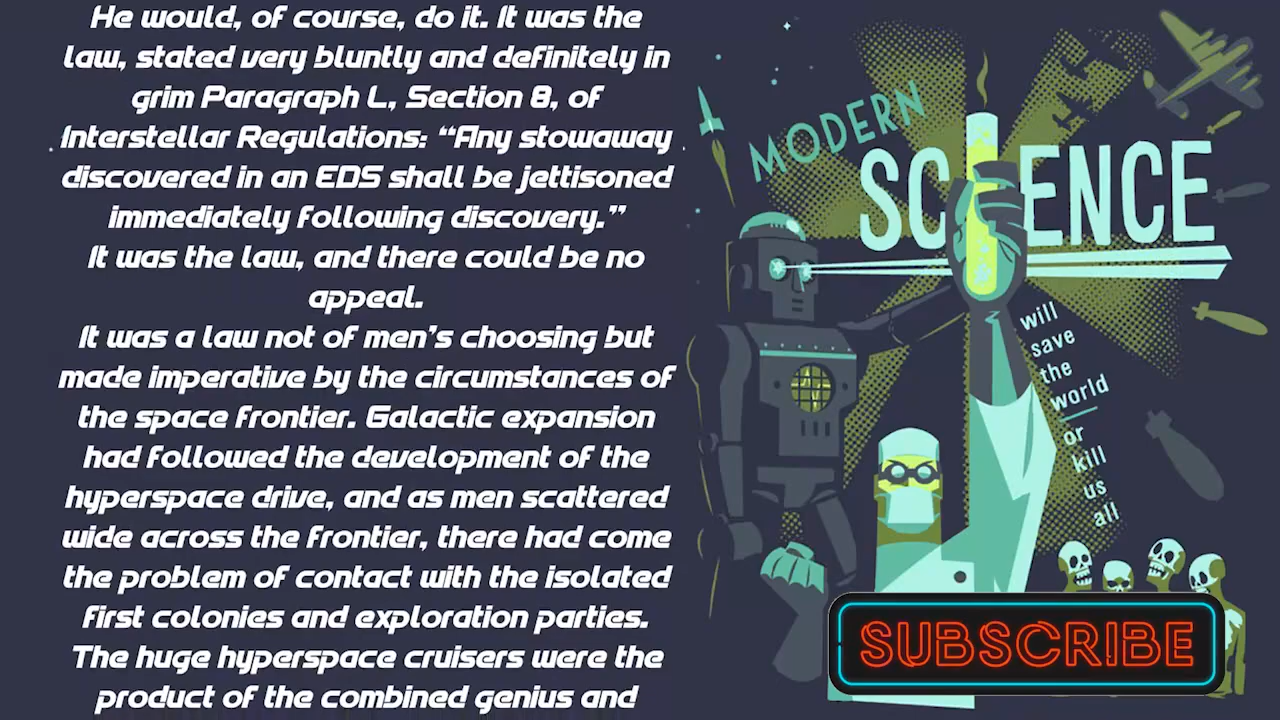 He would, of course, do it. It was the
law, stated very bluntly and definitely in
grim Paragraph L, Section 8, of
Interstellar Regulations: “Any stowaway
discovered in an EDS shall be jettisoned
immediately following discovery.”
It was the law, and there could be no
appeal.
It was a law not of men’s choosing but
made imperative by the circumstances of
the space frontier. Galactic expansion
had followed the development of the
hyperspace drive, and as men scattered
wide across the frontier, there had come
the problem of contact with the isolated
first colonies and exploration parties.
The huge hyperspace cruisers were the
product of the combined genius and
MODERN
SCIENCE
will
save
the
world
or
kill
us
all
SUBSCRIBE